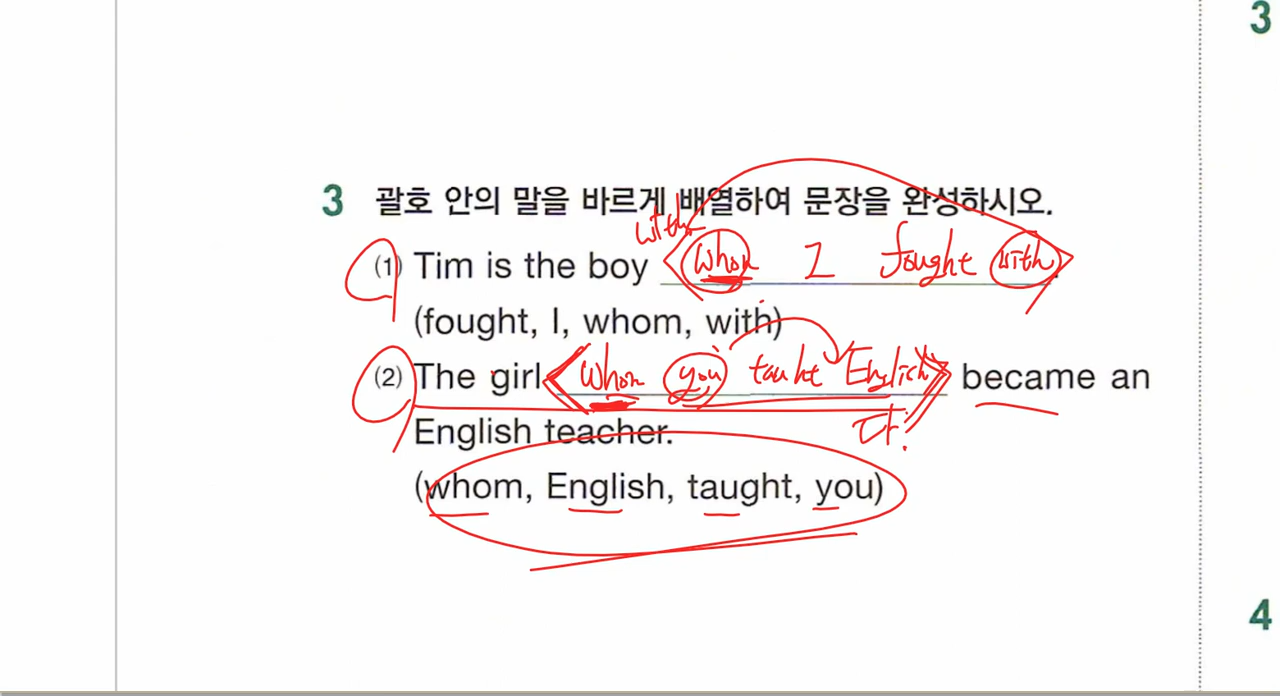 3
3 괄호 안의 말을 바르게 배열하여 문장을 완성하시오.
with
(1) Tim is the boy whom I fought with
(fought, I, whom, with)
(2) The girl whom you taught English became an
다.
English teacher.
(whom, English, taught, you)
4